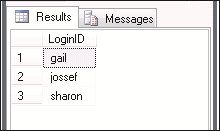 Results Messages
LoginID
1 gail
2 jossef
3 sharon